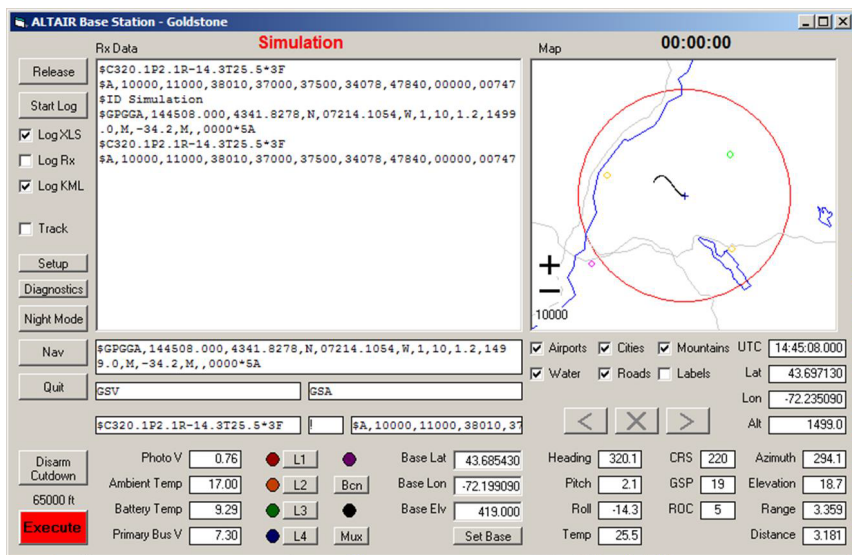 ALTAIR Base Station - Goldstone
Rx Data
Simulation
Map
00:00:00
Release
Start Log
Log XLS
Log Rx
Log KML
Track
Setup
Diagnostics
Night Mode
Nav
Quit
$C320.1P2.1R-14.3T25.5*3F
$A,10000,11000,38010,37000,37500,34078,47840,00000,00747
$ID Simulation
$GPGGA,144508.000,4341.8278,N,07214.1054,W,1,10,1.2,1499
.0,M,-34.2,M,,0000*5A
$C320.1P2.1R-14.3T25.5*3F
$A,10000,11000,38010,37000,37500,34078,47840,00000,00747
+
−
10000
$GPGGA,144508.000,4341.8278,N,07214.1054,W,1,10,1.2,149
9.0,M,-34.2,M,,0000*5A
GSV
GSA
$C320.1P2.1R-14.3T25.5*3F
!
$A,10000,11000,38010,37
Airports Cities Mountains
Water Roads Labels
UTC 14:45:08.000
Lat 43.697130
Lon -72.235090
Alt 1499.0
< X >
Disarm
Cutdown
65000 ft
Execute
Photo V 0.76
Ambient Temp 17.00
Battery Temp 9.29
Primary Bus V 7.30
L1
L2
L3
L4
Bcn
Mux
Base Lat 43.685430
Base Lon -72.199090
Base Elv 419.000
Set Base
Heading 320.1
Pitch 2.1
Roll -14.3
Temp 25.5
CRS 220
GSP 19
ROC 5
Azimuth 294.1
Elevation 18.7
Range 3.359
Distance 3.181